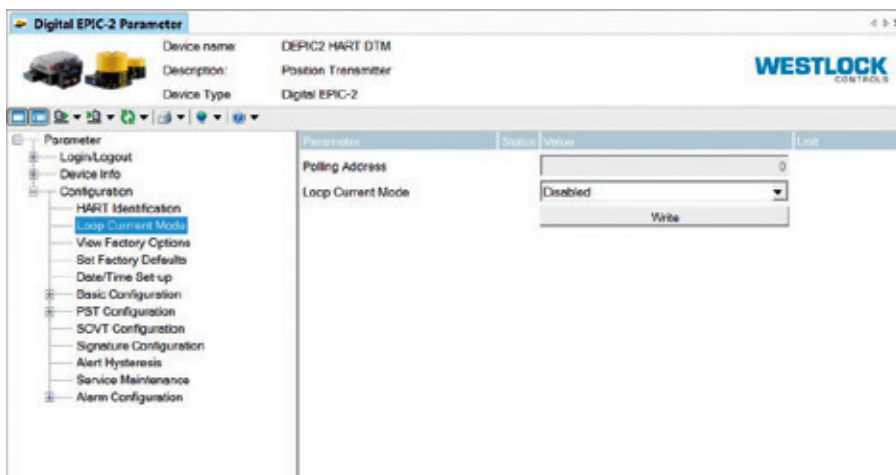 Digital EPIC-2 Parameter
Device name: DEPIC2 HART DTM
Description: Position Transmitter
Device Type Digital EPIC-2
WESTLOCK
CONTROLS
Parameter
Login/Logout
Device Info
Configuration
HART Identification
Loop Current Mode
View Factory Options
Set Factory Defaults
Date/Time Set-up
Basic Configuration
PST Configuration
SOVT Configuration
Signature Configuration
Alert Hysteresis
Service Maintenance
Alarm Configuration
Parameter Status Value Unit
Polling Address 0
Loop Current Mode Disabled
Write